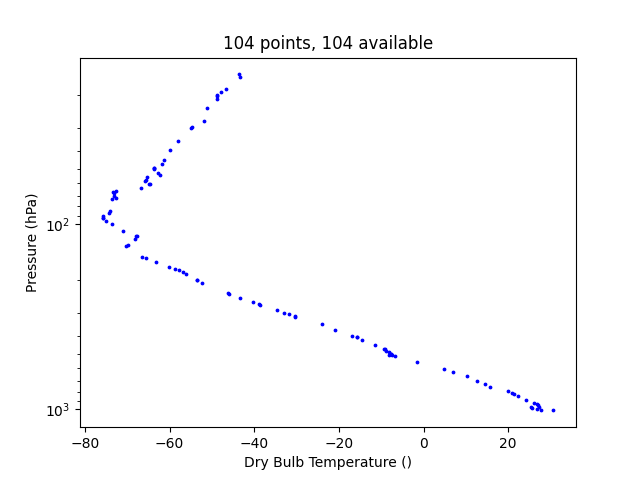 104 points, 104 available
Pressure (hPa)
10²
10³
−80 −60 −40 −20 0 20
Dry Bulb Temperature ()